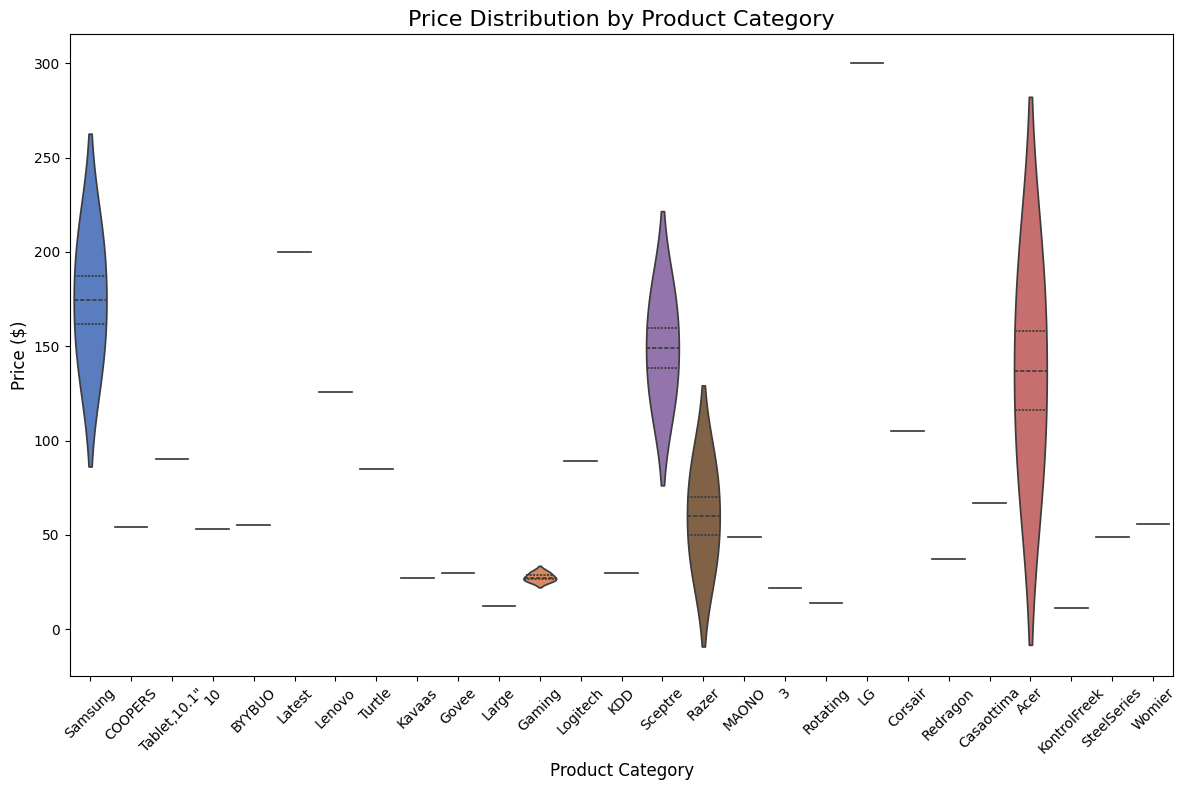 Price Distribution by Product Category
Price ($)
300
250
200
150
100
50
0
Samsung
COOPERS
Tablet,10.1"
10
BYYBUO
Latest
Lenovo
Turtle
Kavaas
Govee
Large
Gaming
Logitech
KDD
Sceptre
Razer
MAONO
3
Rotating
LG
Corsair
Redragon
Casaottima
Acer
KontrolFreek
SteelSeries
Womier
Product Category